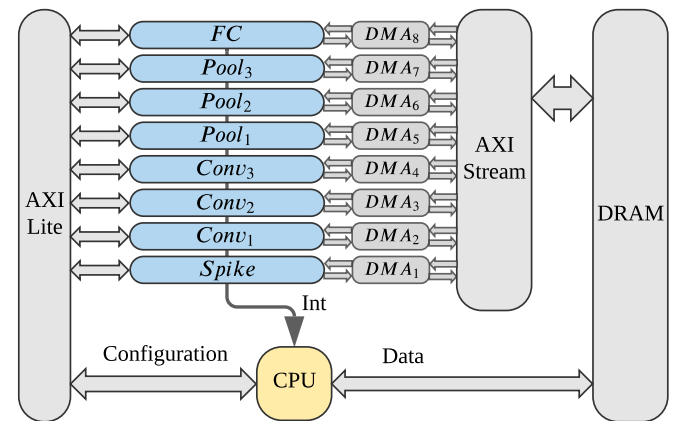 FC
DMA8
Pool3
DMA7
Pool2
DMA6
Pool1
DMA5
Conv3
DMA4
Conv2
DMA3
Conv1
DMA2
Spike
DMA1
AXI
Lite
AXI
Stream
DRAM
Int
Configuration
CPU
Data